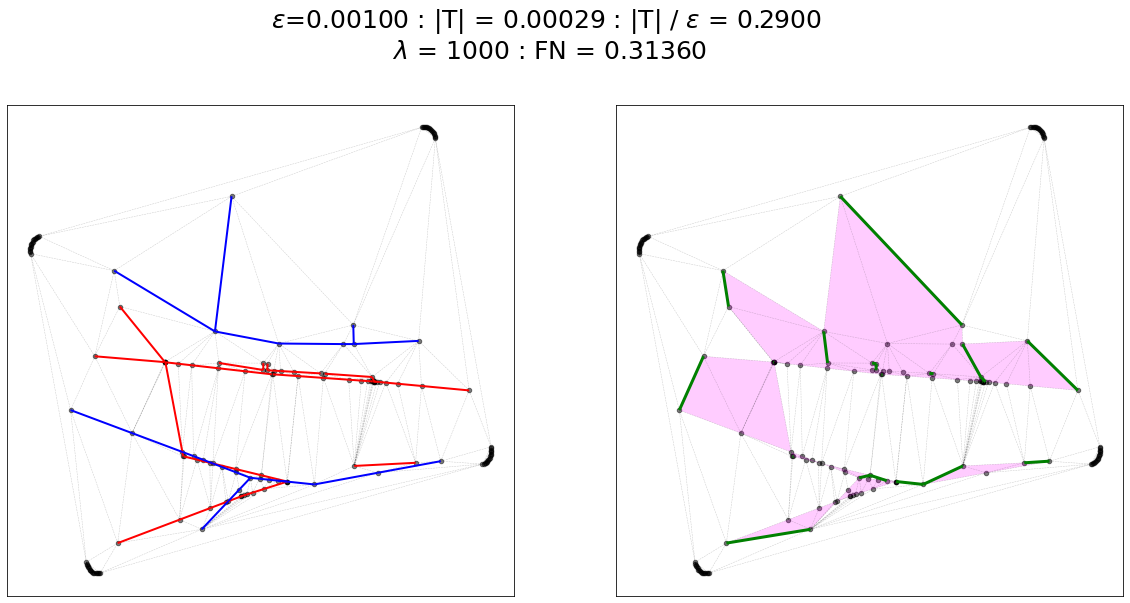 ε=0.00100 : |T| = 0.00029 : |T| / ε = 0.2900
λ = 1000 : FN = 0.31360